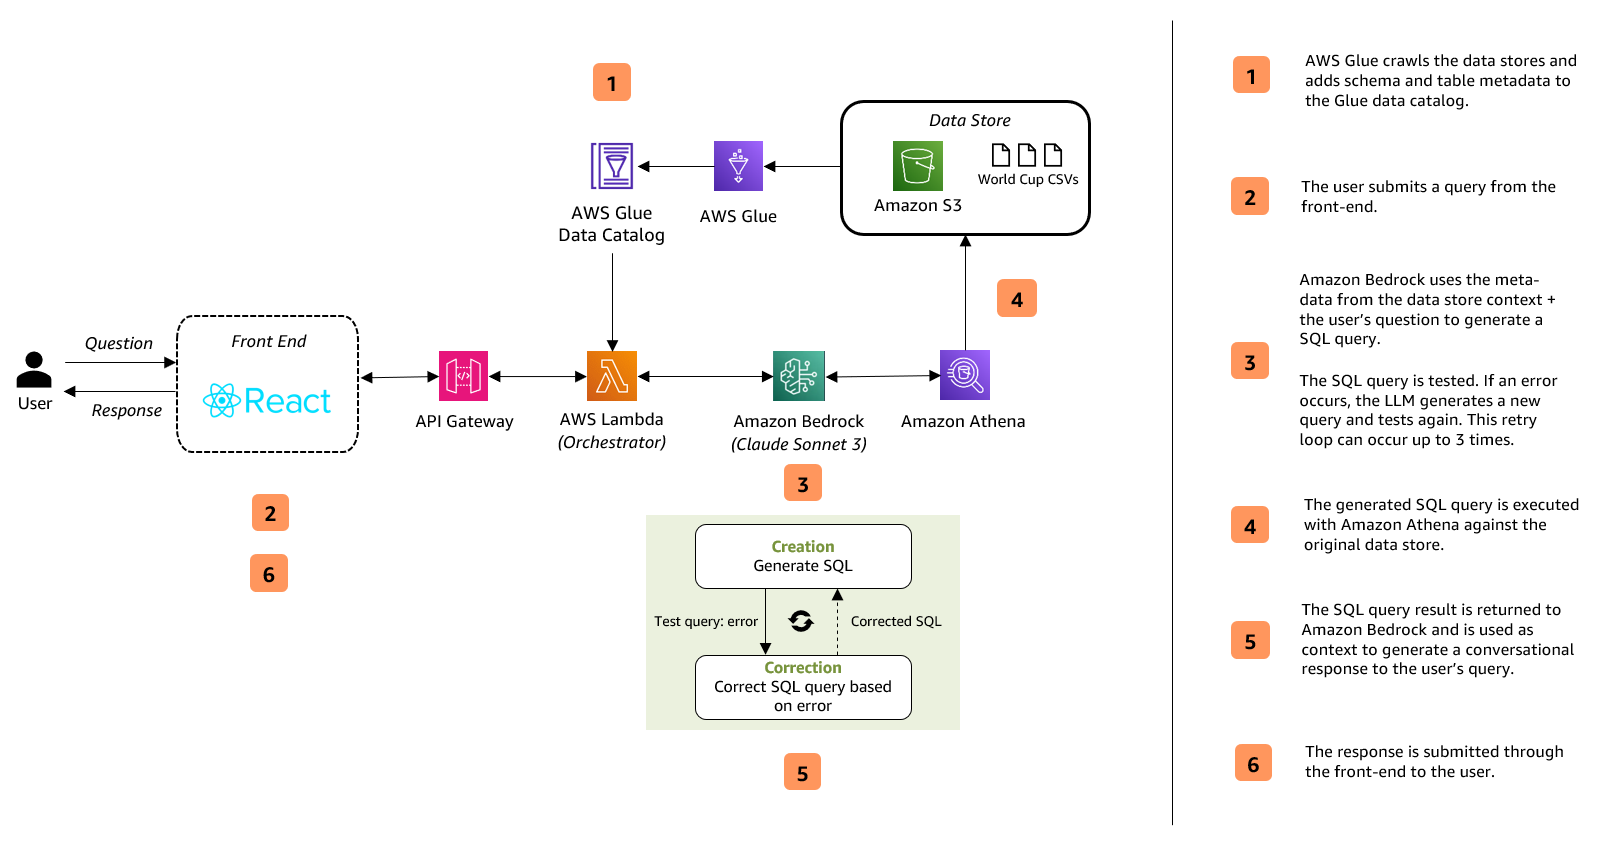 1
Data Store
World Cup CSVs
Amazon S3
AWS Glue
AWS Glue
Data Catalog
4
Question
Response
User
Front End
React
API Gateway
AWS Lambda
(Orchestrator)
Amazon Bedrock
(Claude Sonnet 3)
Amazon Athena
2
6
3
Creation
Generate SQL
Test query: error
Corrected SQL
Correction
Correct SQL query based
on error
5
1
AWS Glue crawls the data stores and
adds schema and table metadata to
the Glue data catalog.
2
The user submits a query from the
front-end.
3
Amazon Bedrock uses the meta-
data from the data store context +
the user's question to generate a
SQL query.
The SQL query is tested. If an error
occurs, the LLM generates a new
query and tests again. This retry
loop can occur up to 3 times.
4
The generated SQL query is executed
with Amazon Athena against the
original data store.
5
The SQL query result is returned to
Amazon Bedrock and is used as
context to generate a conversational
response to the user's query.
6
The response is submitted through
the front-end to the user.